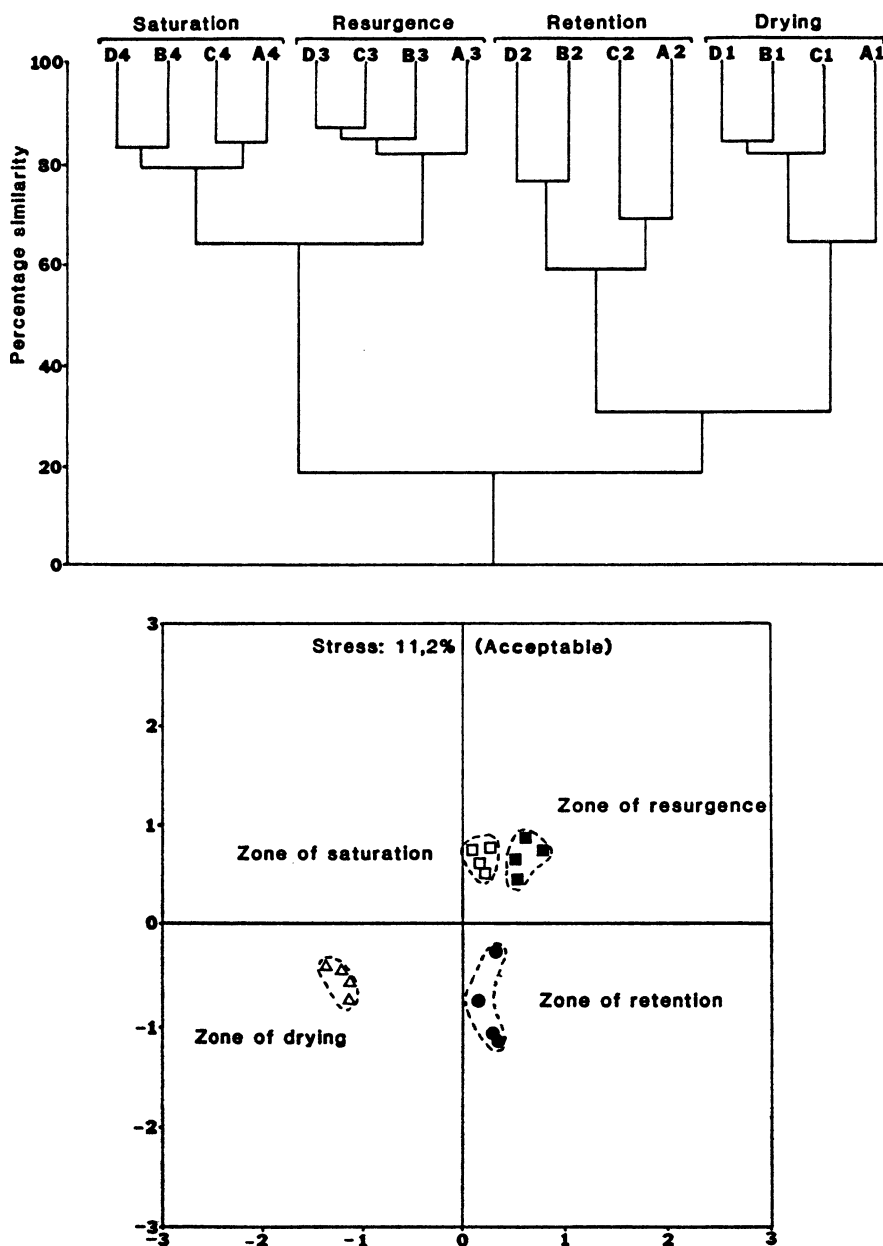 Saturation Resurgence Retention Drying
D4 B4 C4 A4 D3 C3 B3 A3 D2 B2 C2 A2 D1 B1 C1 A1
100
80
60
40
20
0
Percentage similarity
Stress: 11,2% (Acceptable)
3
2
1
0
-1
-2
-3
Zone of resurgence
Zone of saturation
Zone of retention
Zone of drying
-3 -2 -1 0 1 2 3